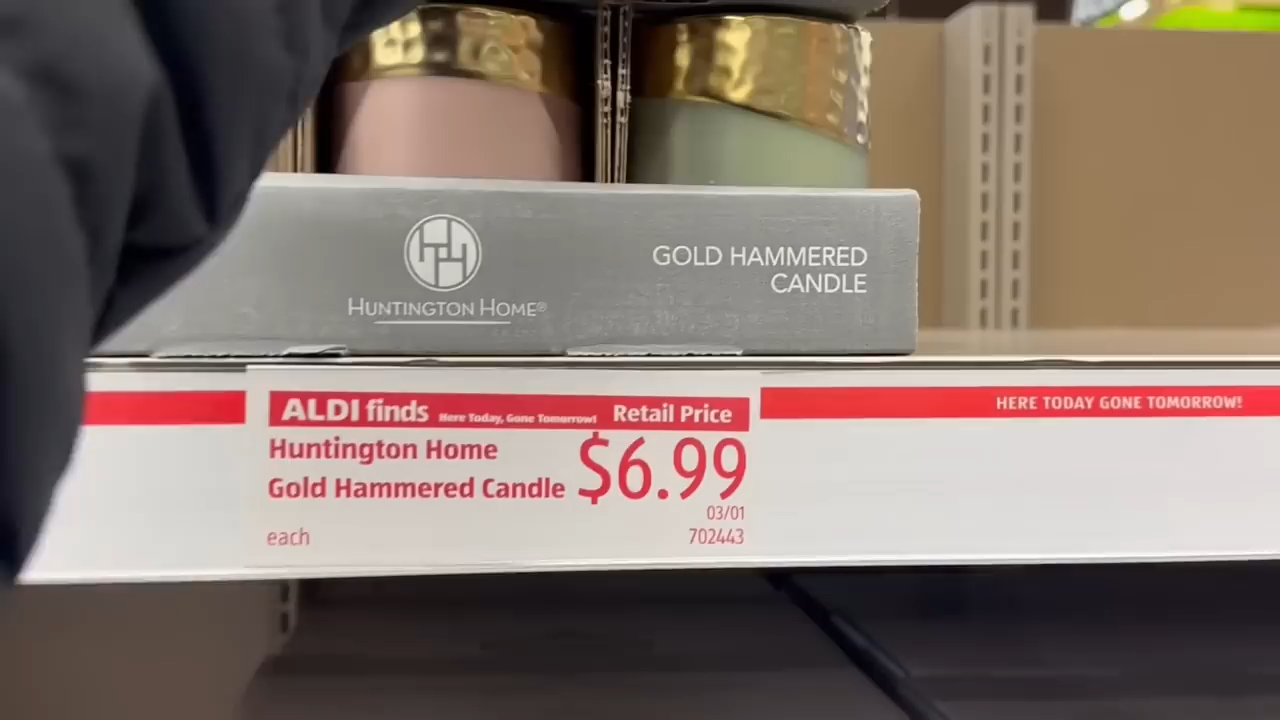 HUNTINGTON HOME®
GOLD HAMMERED
CANDLE
ALDI finds Here Today, Gone Tomorrow! Retail Price
Huntington Home
Gold Hammered Candle
$6.99
03/01
each
702443
HERE TODAY GONE TOMORROW!